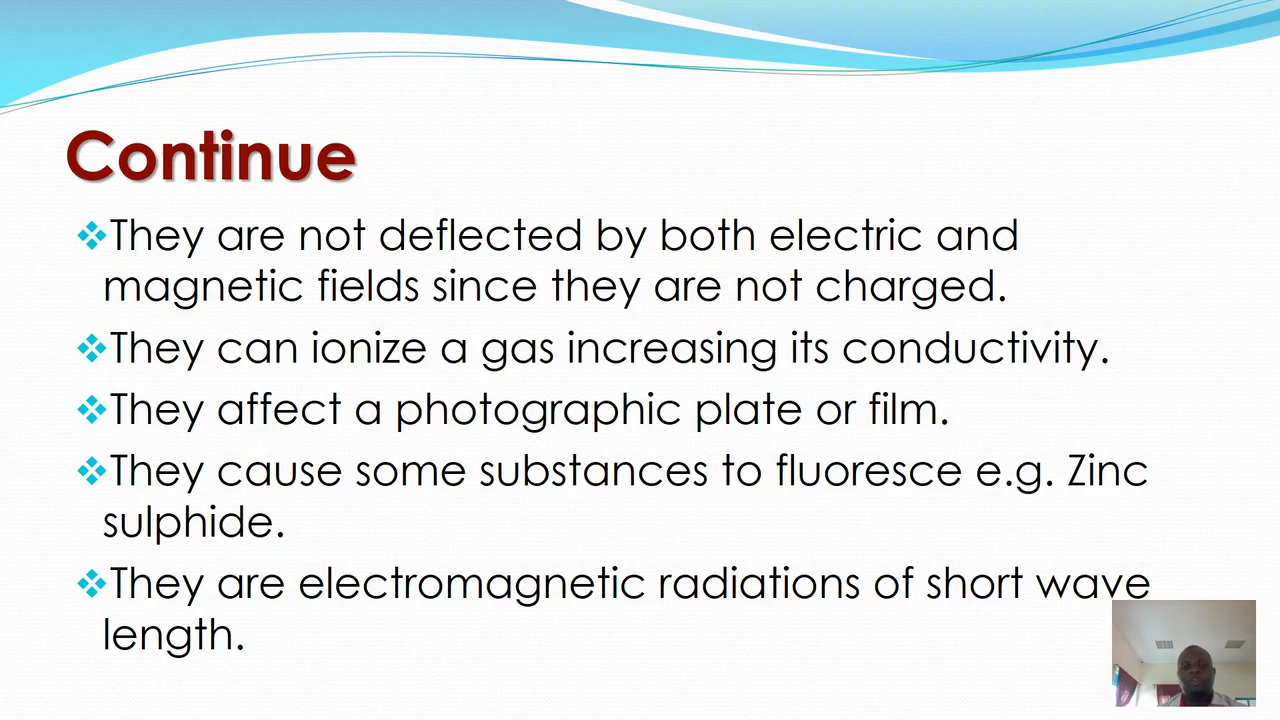 Continue
They are not deflected by both electric and
magnetic fields since they are not charged.
They can ionize a gas increasing its conductivity.
They affect a photographic plate or film.
They cause some substances to fluoresce e.g. Zinc
sulphide.
They are electromagnetic radiations of short wave
length.